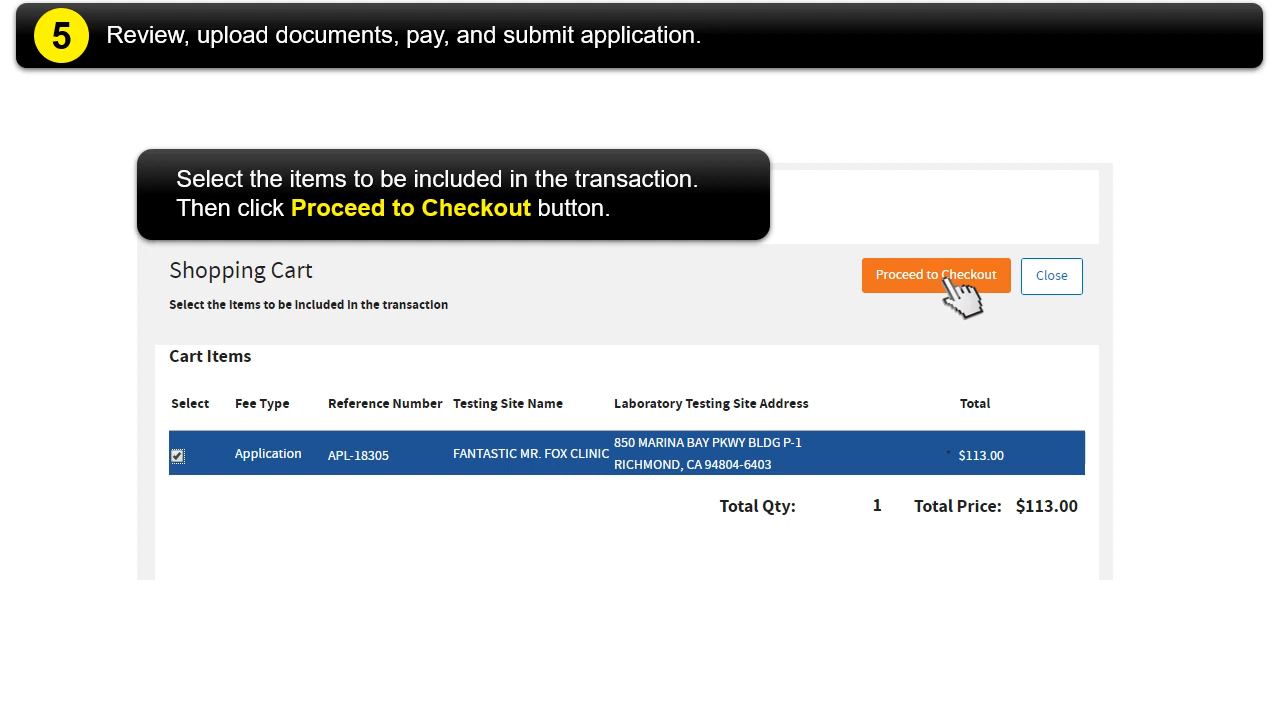 5 Review, upload documents, pay, and submit application.
Select the items to be included in the transaction.
Then click Proceed to Checkout button.
Shopping Cart
Proceed to Checkout
Close
Select the items to be included in the transaction
Cart Items
Select Fee Type Reference Number Testing Site Name Laboratory Testing Site Address Total
Application APL-18305 FANTASTIC MR. FOX CLINIC 850 MARINA BAY PKWY BLDG P-1 $113.00
RICHMOND, CA 94804-6403
Total Qty: 1 Total Price: $113.00